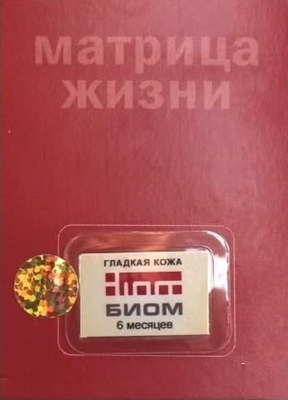 матрица
жизни
ГЛАДКАЯ КОЖА
БИОМ
6 месяцев